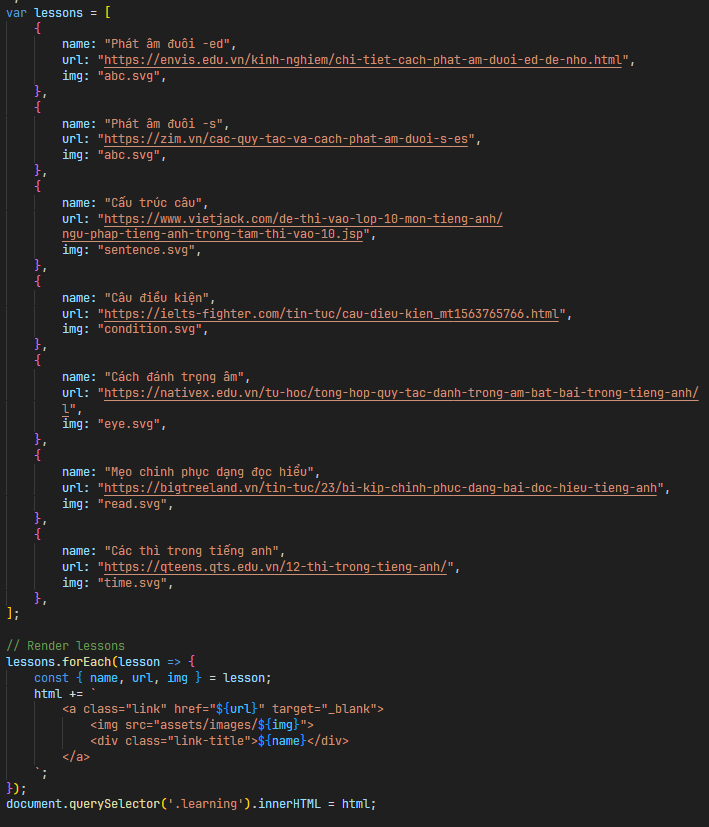 var lessons = [
    {
        name: "Phát âm đuôi -ed",
        url: "https://envis.edu.vn/kinh-nghiem/chi-tiet-cach-phat-am-duoi-ed-de-nho.html",
        img: "abc.svg",
    },
    {
        name: "Phát âm đuôi -s",
        url: "https://zim.vn/cac-quy-tac-va-cach-phat-am-duoi-s-es",
        img: "abc.svg",
    },
    {
        name: "Cấu trúc câu",
        url: "https://www.vietjack.com/de-thi-vao-lop-10-mon-tieng-anh/
        ngu-phap-tieng-anh-trong-tam-thi-vao-10.jsp",
        img: "sentence.svg",
    },
    {
        name: "Câu điều kiện",
        url: "https://ielts-fighter.com/tin-tuc/cau-dieu-kien_mt1563765766.html",
        img: "condition.svg",
    },
    {
        name: "Cách đánh trọng âm",
        url: "https://nativex.edu.vn/tu-hoc/tong-hop-quy-tac-danh-trong-am-bat-bai-trong-tieng-anh/
        l",
        img: "eye.svg",
    },
    {
        name: "Mẹo chinh phục dạng đọc hiểu",
        url: "https://bigtreeland.vn/tin-tuc/23/bi-kip-chinh-phuc-dang-bai-doc-hieu-tieng-anh",
        img: "read.svg",
    },
    {
        name: "Các thì trong tiếng anh",
        url: "https://qteens.qts.edu.vn/12-thi-trong-tieng-anh/",
        img: "time.svg",
    },
];
// Render lessons
lessons.forEach(lesson => {
    const { name, url, img } = lesson;
    html += `
        <a class="link" href="${url}" target="_blank">
            <img src="assets/images/${img}">
            <div class="link-title">${name}</div>
        </a>
    `;
});
document.querySelector('.learning').innerHTML = html;